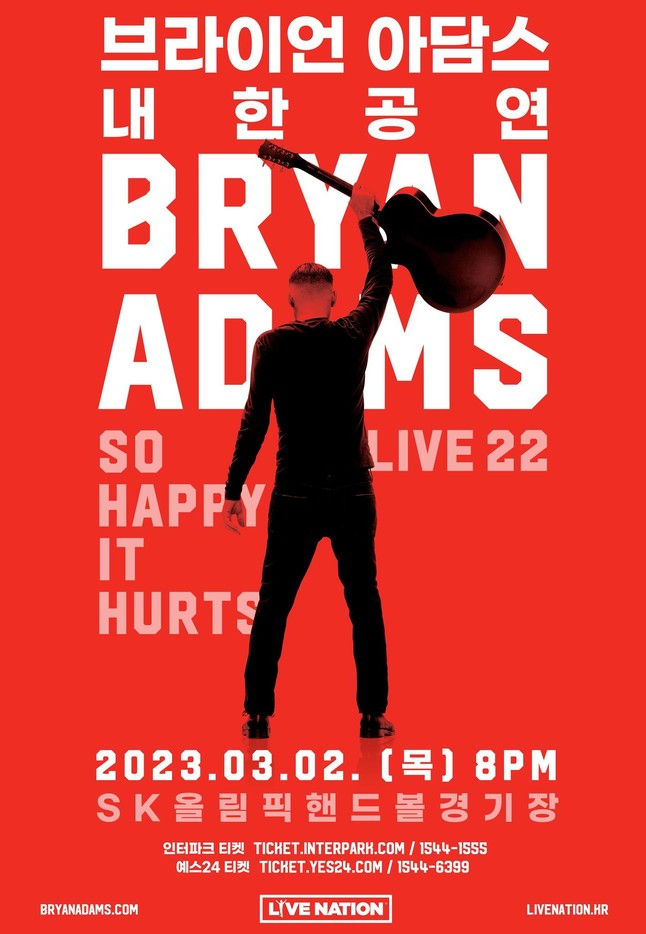 브라이언 아담스
내 한 공 연
BRYAN
ADAMS
SO
HAPPY
IT
HURTS
LIVE 22
2023.03.02. (목) 8PM
SK올림픽핸드볼경기장
인터파크 티켓 TICKET.INTERPARK.COM / 1544-1555
예스24 티켓 TICKET.YES24.COM / 1544-6399
BRYANADAMS.COM
LIVE NATION
LIVENATION.KR